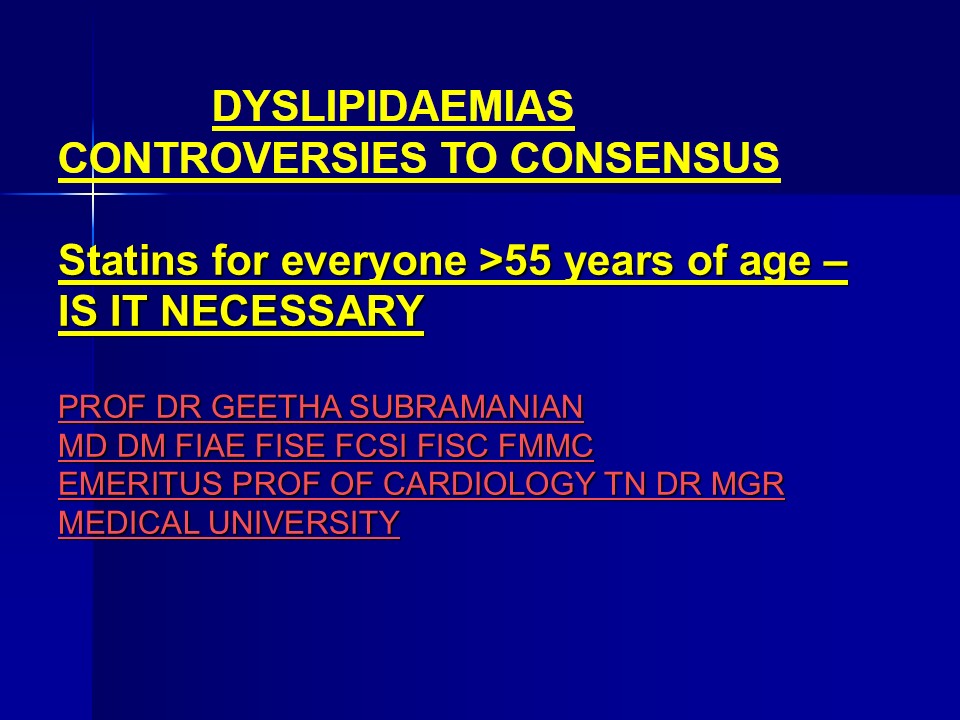 DYSLIPIDAEMIAS
CONTROVERSIES TO CONSENSUS
Statins for everyone >55 years of age –
IS IT NECESSARY
PROF DR GEETHA SUBRAMANIAN
MD DM FIAE FISE FCSI FISC FMMC
EMERITUS PROF OF CARDIOLOGY TN DR MGR
MEDICAL UNIVERSITY